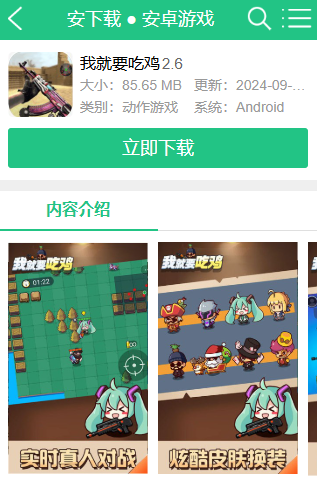 安下载 ● 安卓游戏
我就要吃鸡2.6
大小：85.65 MB 更新：2024-09-...
类别：动作游戏 系统：Android
立即下载
内容介绍
我就要吃鸡
01:22
实时真人对战
我就要吃鸡
炫酷皮肤换装